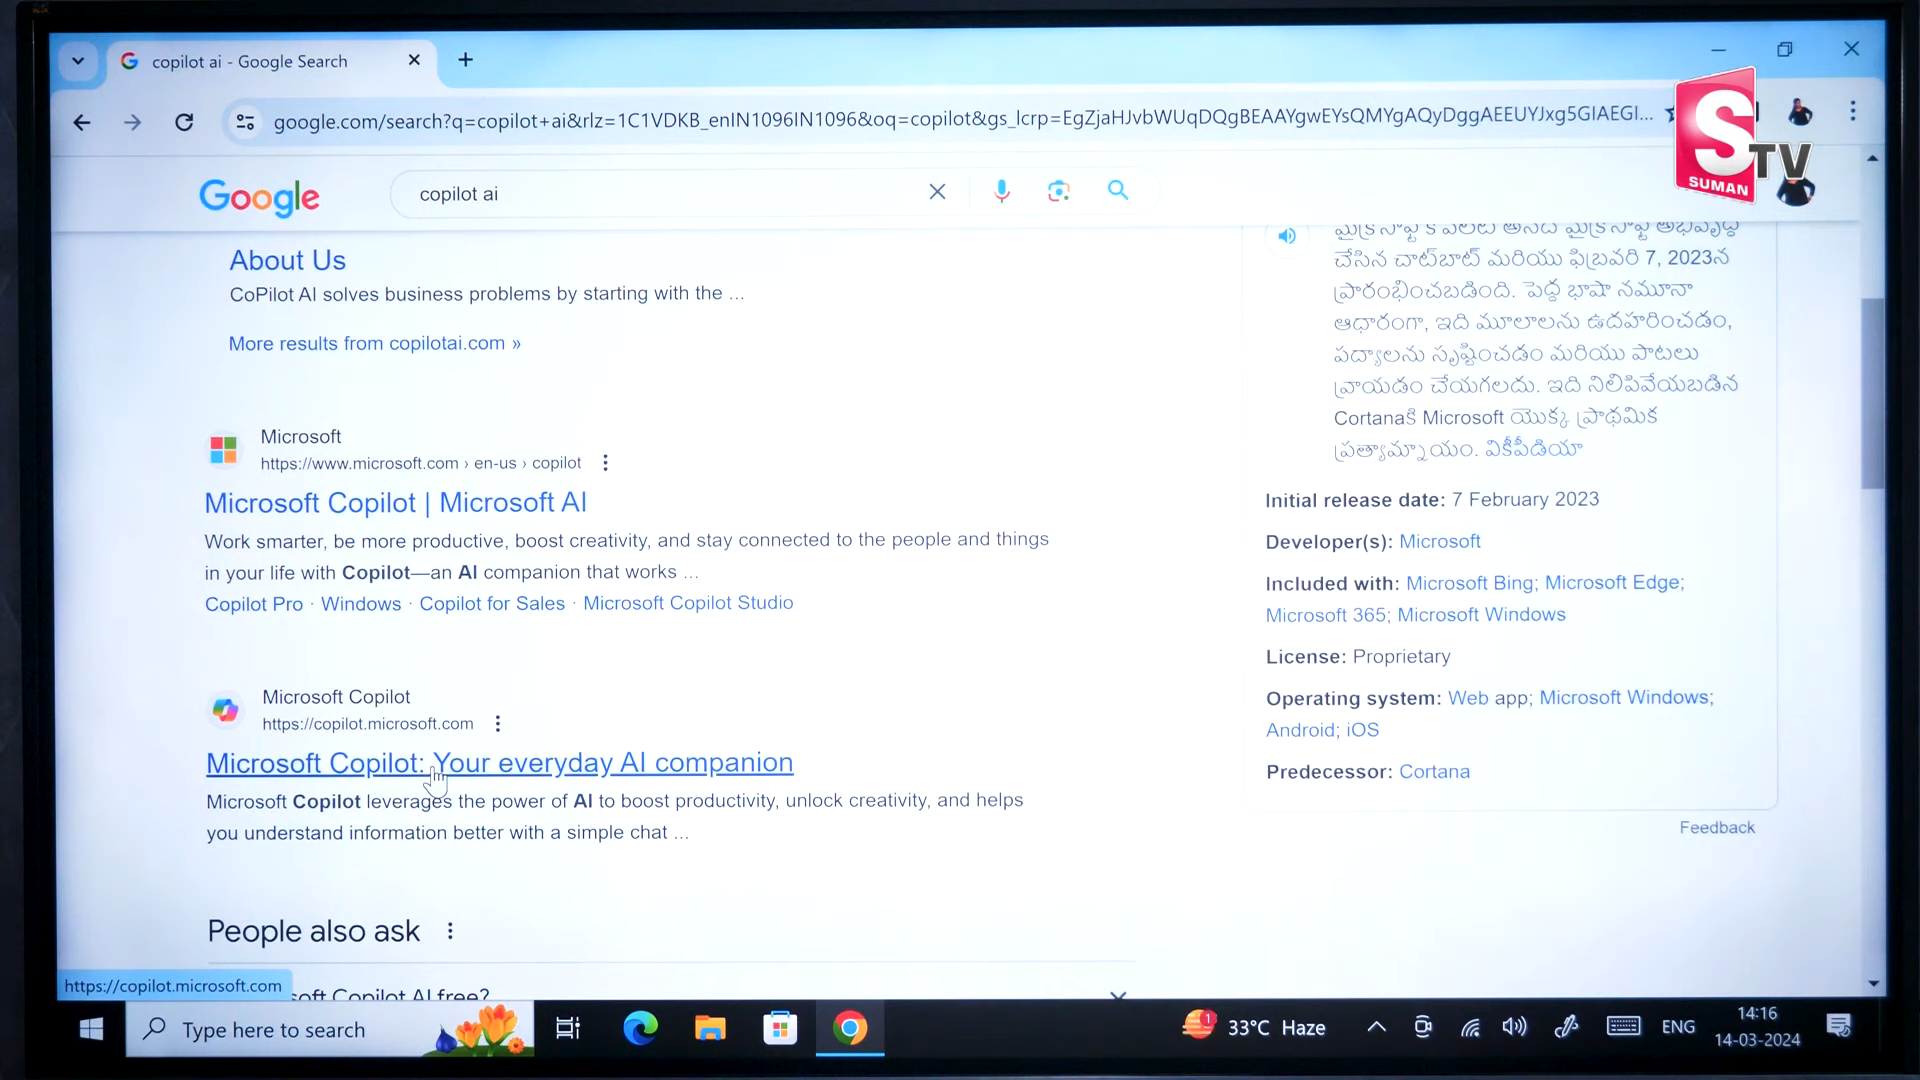 copilot ai - Google Search
google.com/search?q=copilot+ai&rlz=1C1VDKB_enIN1096IN1096&oq=copilot&gs_lcrp=EgZjaHJvbWUqDQgBEAAYgwEYsQMYgAQyDggAEEUYJxg5GIAEGI...
S TV
SUMAN
Google
copilot ai
About Us
CoPilot AI solves business problems by starting with the ...
More results from copilotai.com »
Microsoft
https://www.microsoft.com › en-us › copilot
Microsoft Copilot | Microsoft AI
Work smarter, be more productive, boost creativity, and stay connected to the people and things
in your life with Copilot—an AI companion that works ...
Copilot Pro · Windows · Copilot for Sales · Microsoft Copilot Studio
Microsoft Copilot
https://copilot.microsoft.com
Microsoft Copilot: Your everyday AI companion
Microsoft Copilot leverages the power of AI to boost productivity, unlock creativity, and helps
you understand information better with a simple chat ...
People also ask
soft Copilot AI free?
https://copilot.microsoft.com
చేసిన చాట్‌బాట్ మరియు ఫిబ్రవరి 7, 2023న
ప్రారంభించబడింది. పెద్ద భాషా నమూనా
ఆధారంగా, ఇది మూలాలను ఉదహరించడం,
పద్యాలను సృష్టించడం మరియు పాటలు
వ్రాయడం చేయగలదు. ఇది నిలిపివేయబడిన
Cortanaకి Microsoft యొక్క ప్రాథమిక
ప్రత్యామ్నాయం. వికీపీడియా
Initial release date: 7 February 2023
Developer(s): Microsoft
Included with: Microsoft Bing; Microsoft Edge;
Microsoft 365; Microsoft Windows
License: Proprietary
Operating system: Web app; Microsoft Windows;
Android; iOS
Predecessor: Cortana
Feedback
Type here to search
1
33°C Haze
ENG
14:16
14-03-2024